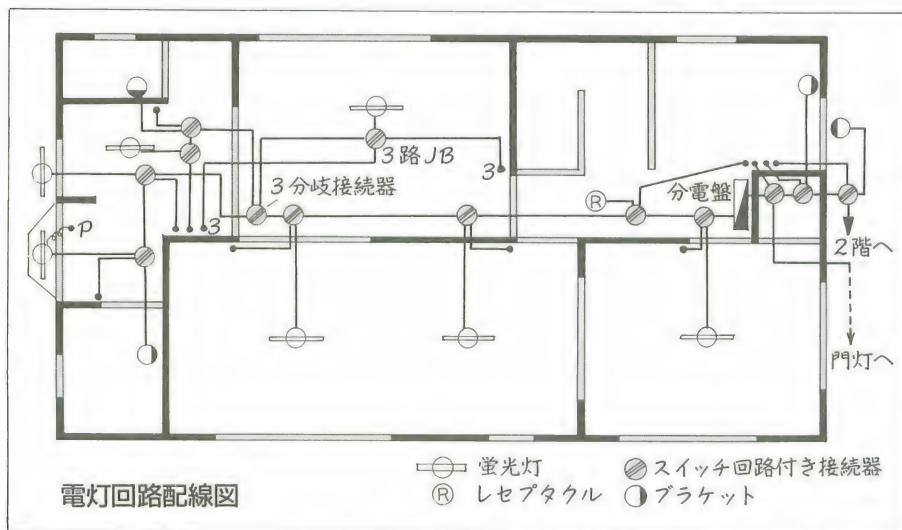 3路JB
3
3分岐接続器
R
分電盤
P
3
2階へ
門灯へ
電灯回路配線図
蛍光灯
スイッチ回路付き接続器
R レセプタクル
ブラケット